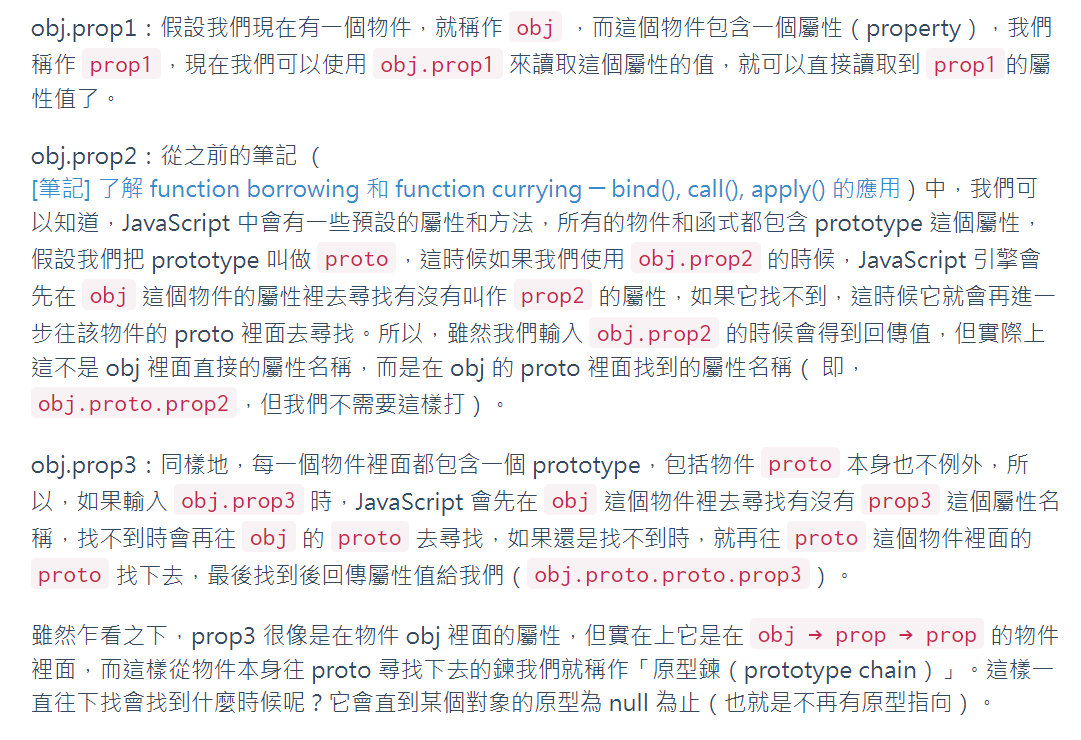 obj.prop1：假設我們現在有一個物件，就稱作 obj ，而這個物件包含一個屬性（property），我們
稱作 prop1 ，現在我們可以使用 obj.prop1 來讀取這個屬性的值，就可以直接讀取到 prop1 的屬
性值了。
obj.prop2：從之前的筆記（
[筆記] 了解 function borrowing 和 function currying ─ bind(), call(), apply() 的應用）中，我們可
以知道，JavaScript 中會有一些預設的屬性和方法，所有的物件和函式都包含 prototype 這個屬性，
假設我們把 prototype 叫做 proto ，這時候如果我們使用 obj.prop2 的時候，JavaScript 引擎會
先在 obj 這個物件的屬性裡去尋找有沒有叫作 prop2 的屬性，如果它找不到，這時候它就會再進一
步往該物件的 proto 裡面去尋找。所以，雖然我們輸入 obj.prop2 的時候會得到回傳值，但實際上
這不是 obj 裡面直接的屬性名稱，而是在 obj 的 proto 裡面找到的屬性名稱（即，
obj.proto.prop2 ，但我們不需要這樣打）。
obj.prop3：同樣地，每一個物件裡面都包含一個 prototype，包括物件 proto 本身也不例外，所
以，如果輸入 obj.prop3 時，JavaScript 會先在 obj 這個物件裡去尋找有沒有 prop3 這個屬性名
稱，找不到時會再往 obj 的 proto 去尋找，如果還是找不到時，就再往 proto 這個物件裡面的
proto 找下去，最後找到後回傳屬性值給我們（ obj.proto.proto.prop3 ）。
雖然乍看之下，prop3 很像是在物件 obj 裡面的屬性，但實在上它是在 obj → prop → prop 的物件
裡面，而這樣從物件本身往 proto 尋找下去的鍊我們就稱作「原型鍊（prototype chain）」。這樣一
直往下找會找到什麼時候呢？它會直到某個對象的原型為 null 為止（也就是不再有原型指向）。